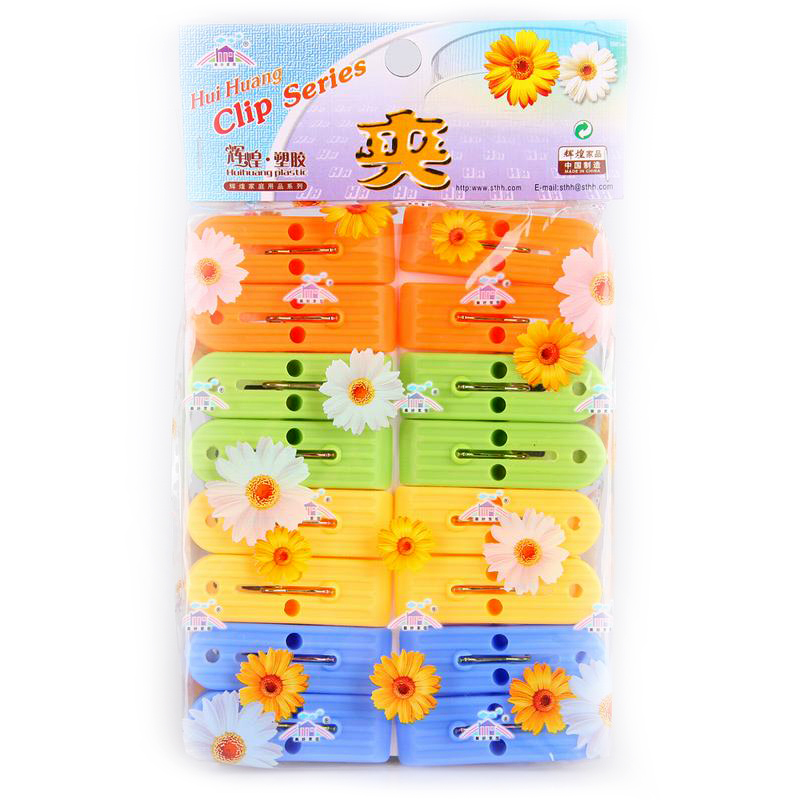 Hui Huang
Clip Series
辉煌·塑胶
Huihuang plastic
辉煌家庭用品系列
爽
http:www.sthh.com
辉煌家品
中国制造
MADE IN CHINA
E-mail:sthh@sthh.com